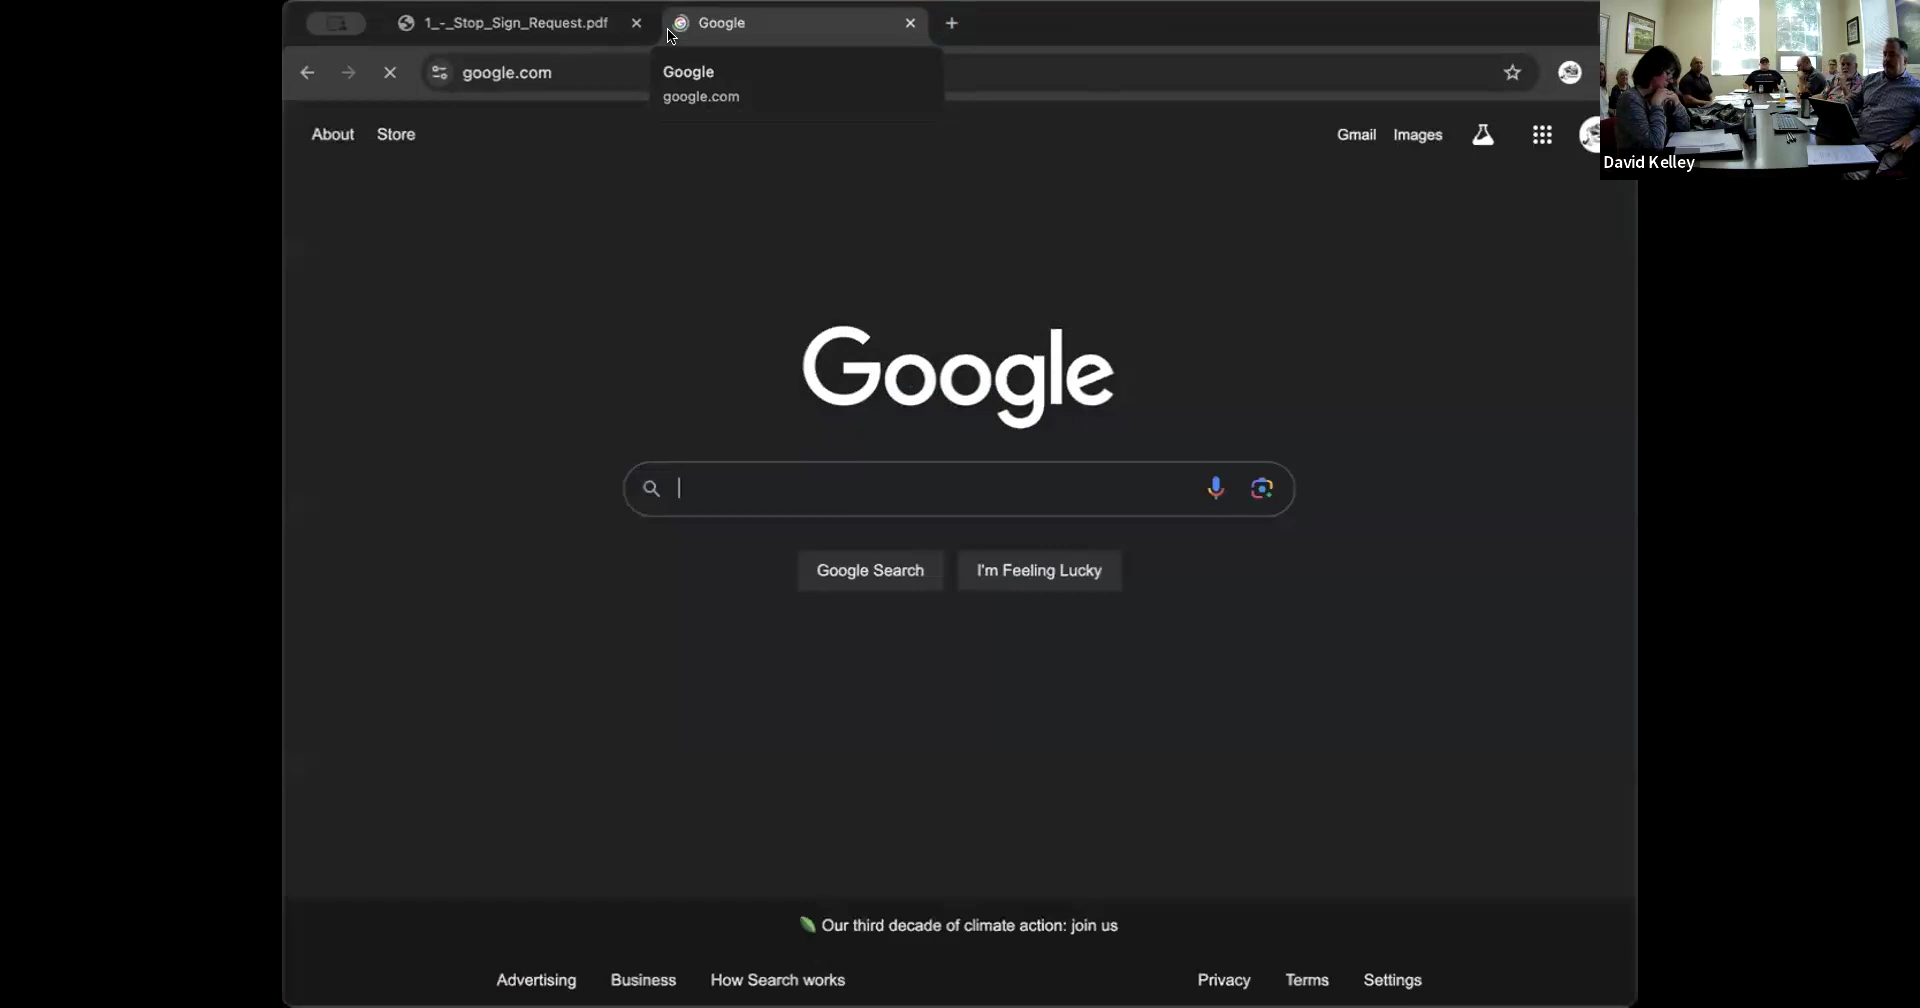 1_-_Stop_Sign_Request.pdf
Google
google.com
Google
google.com
About Store
Gmail Images
David Kelley
Google
Google Search I'm Feeling Lucky
Our third decade of climate action: join us
Advertising Business How Search works
Privacy Terms Settings